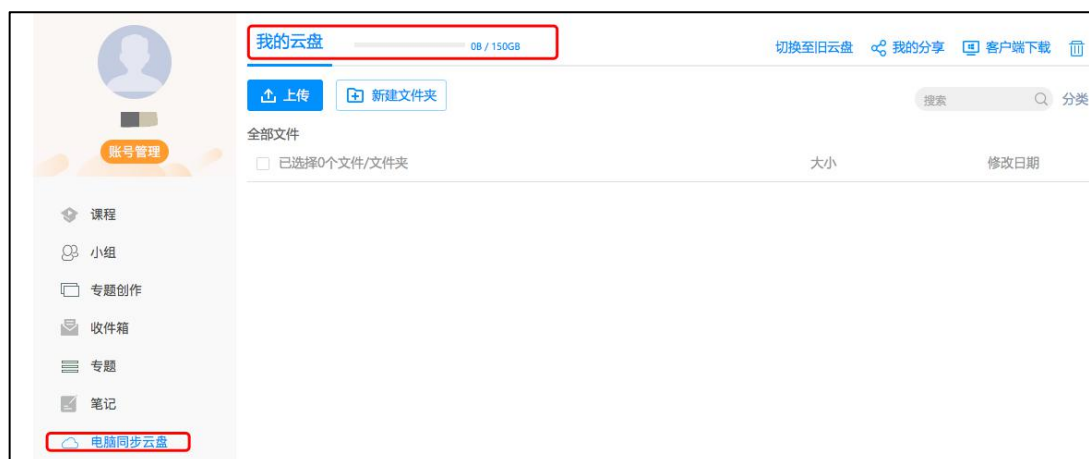 我的云盘 0B / 150GB 切换至旧云盘 我的分享 客户端下载
上传 新建文件夹 搜索 分类
全部文件
账号管理
已选择0个文件/文件夹 大小 修改日期
课程
小组
专题创作
收件箱
专题
笔记
电脑同步云盘